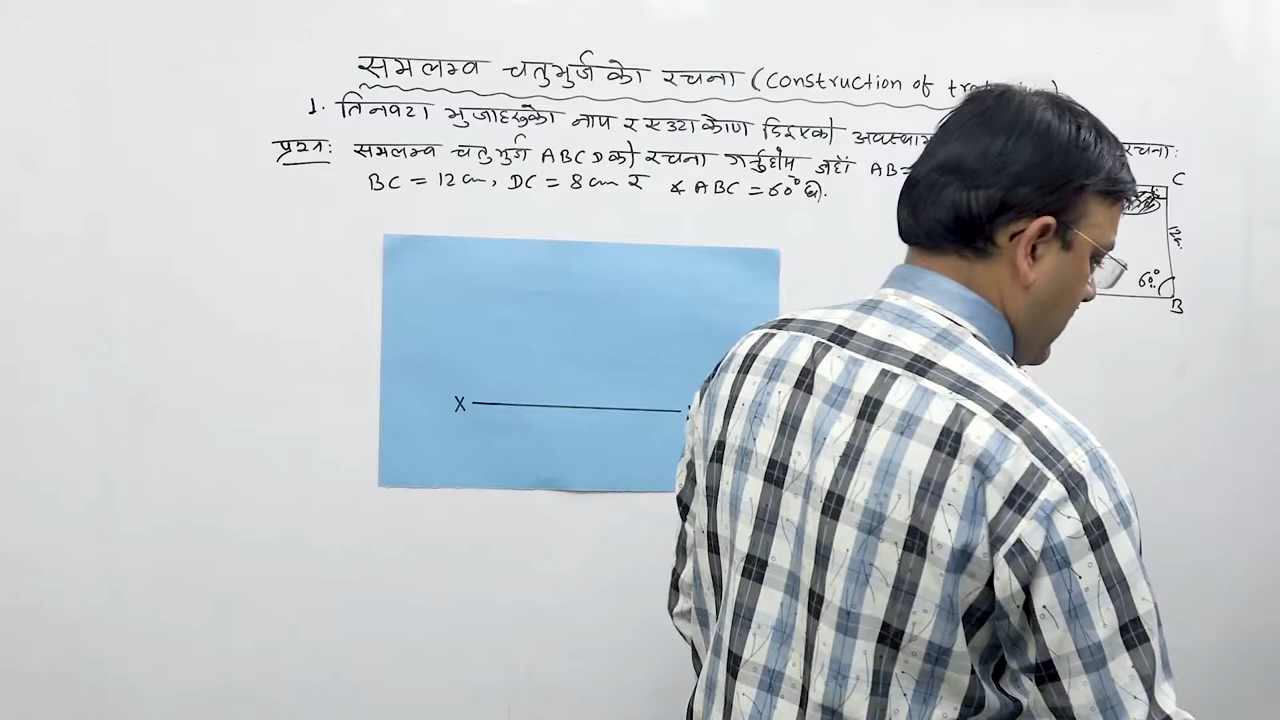 समलम्ब चतुर्भुजको रचना (Construction of
1. तिनवटा भुजाहरूको नाप र एउटा कोण दिइएको अवस्थामा
रचना:
प्रश्न: समलम्ब चतुर्भुज ABCD को रचना गर्नुहोस् जहाँ AB=
BC = 12 cm, DC = 8 cm र ∡ABC = 60° छ।
C
60°
B
X